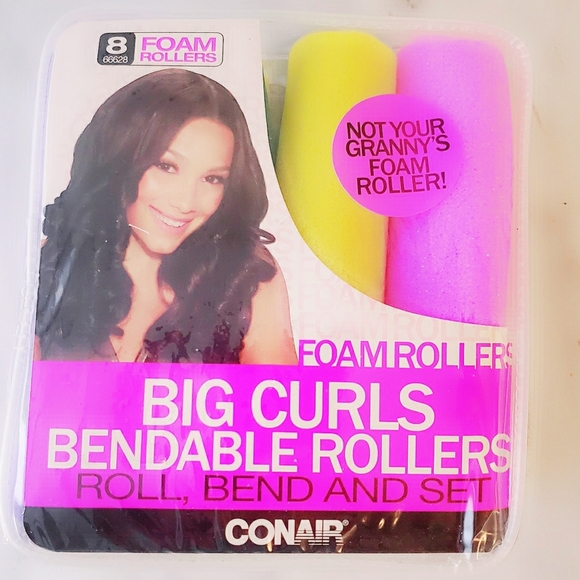 8
66628
FOAM
ROLLERS
NOT YOUR
GRANNY'S
FOAM
ROLLER!
FOAM ROLLERS
BIG CURLS
BENDABLE ROLLERS
ROLL, BEND AND SET
CONAIR®